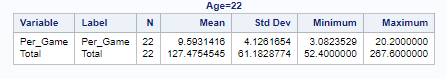 Age=22
Variable Label N Mean Std Dev Minimum Maximum
Per_Game Per_Game 22 9.5931416 4.1261654 3.0823529 20.2000000
Total Total 22 127.4754545 61.1828774 52.4000000 267.6000000